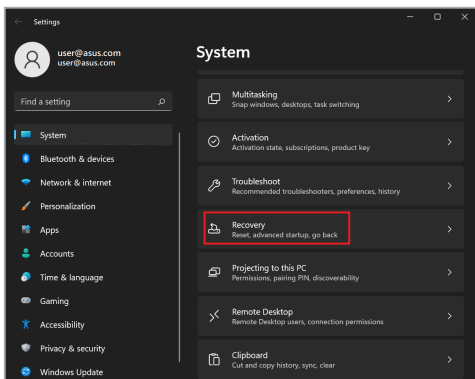 Settings
user@asus.com
user@asus.com
Find a setting
System
Bluetooth & devices
Network & internet
Personalization
Apps
Accounts
Time & language
Gaming
Accessibility
Privacy & security
Windows Update
System
Multitasking
Snap windows, desktops, task switching
Activation
Activation state, subscriptions, product key
Troubleshoot
Recommended troubleshooters, preferences, history
Recovery
Reset, advanced startup, go back
Projecting to this PC
Permissions, pairing PIN, discoverability
Remote Desktop
Remote Desktop users, connection permissions
Clipboard
Cut and copy history, sync, clear